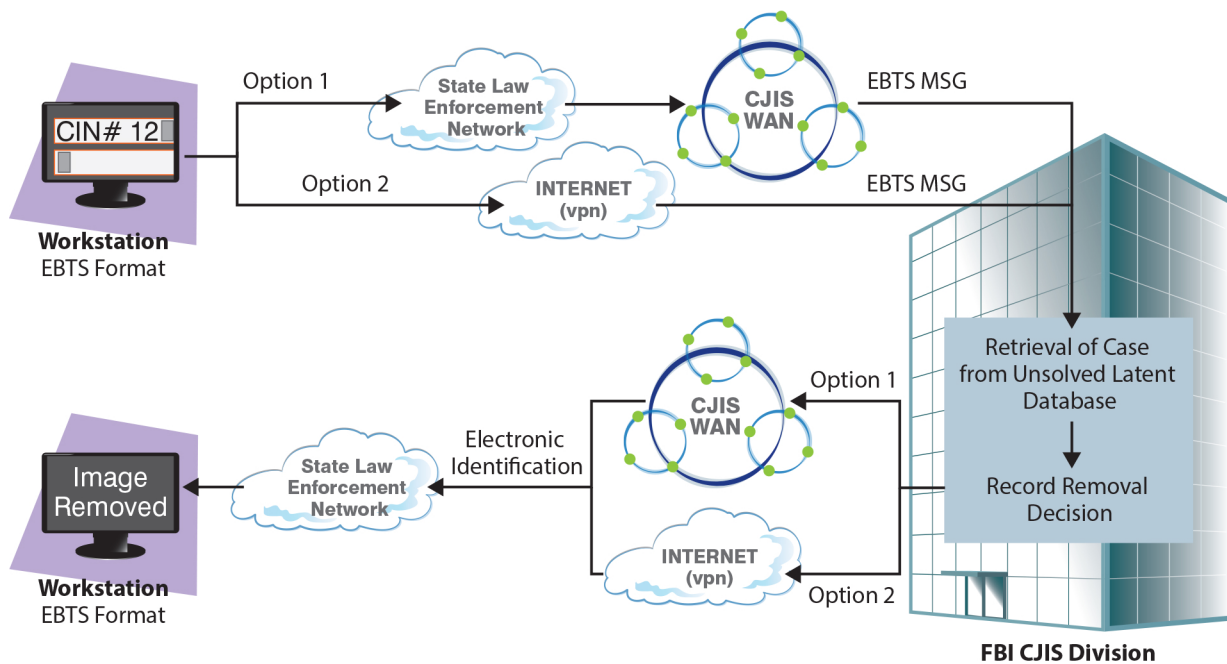 Option 1
State Law
Enforcement
Network
CJIS
WAN
EBTS MSG
CIN# 12
Option 2
INTERNET
(vpn)
EBTS MSG
Workstation
EBTS Format
Retrieval of Case
from Unsolved Latent
Database
Record Removal
Decision
Option 1
CJIS
WAN
Electronic
Identification
State Law
Enforcement
Network
Image
Removed
INTERNET
(vpn)
Option 2
Workstation
EBTS Format
FBI CJIS Division